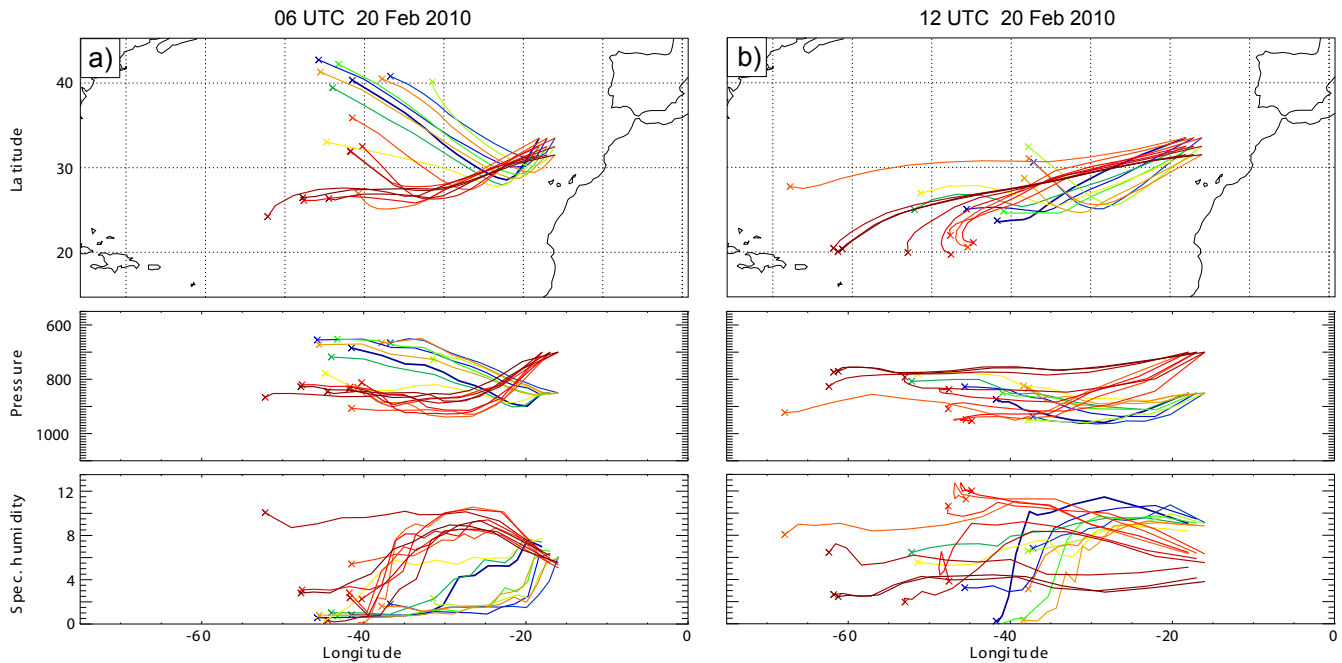 06 UTC 20 Feb 2010
12 UTC 20 Feb 2010
a)
b)
Latitude
40
30
20
Pressure
600
800
1000
Spec. humidity
12
8
4
0
-60
-40
-20
0
Longitude
-60
-40
-20
0
Longitude